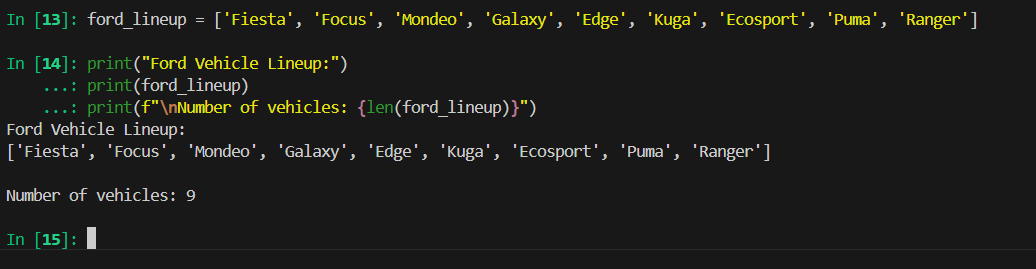 In [13]: ford_lineup = ['Fiesta', 'Focus', 'Mondeo', 'Galaxy', 'Edge', 'Kuga', 'Ecosport', 'Puma', 'Ranger']
In [14]: print("Ford Vehicle Lineup:")
...: print(ford_lineup)
...: print(f"\nNumber of vehicles: {len(ford_lineup)}")
Ford Vehicle Lineup:
['Fiesta', 'Focus', 'Mondeo', 'Galaxy', 'Edge', 'Kuga', 'Ecosport', 'Puma', 'Ranger']
Number of vehicles: 9
In [15]: